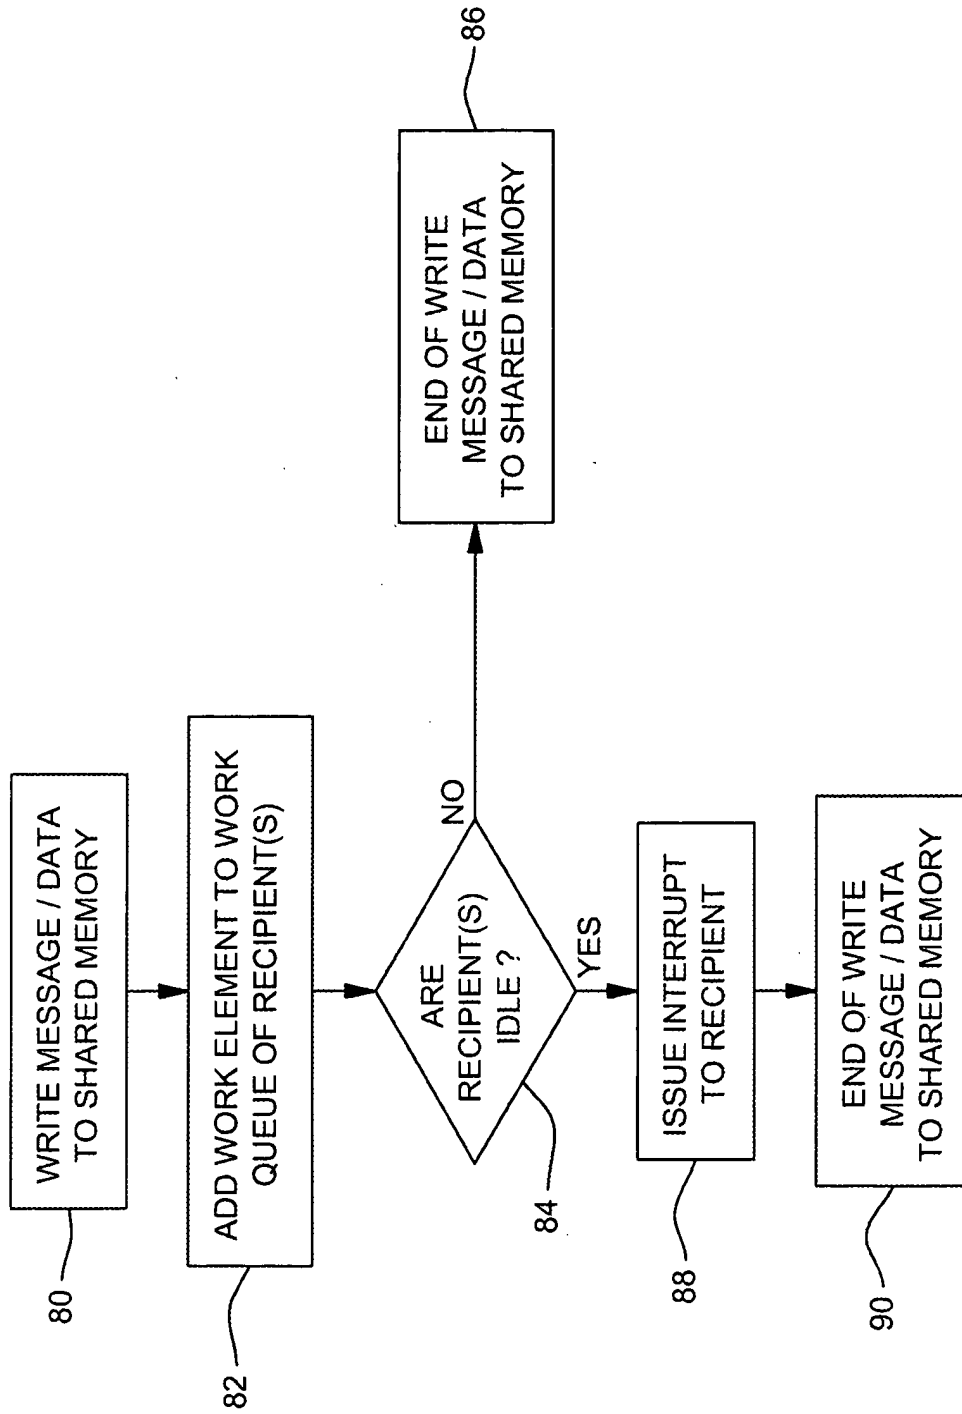 WRITE MESSAGE / DATA
TO SHARED MEMORY
80
ADD WORK ELEMENT TO WORK
QUEUE OF RECIPIENT(S)
82
ARE
RECIPIENT(S)
IDLE ?
84
NO
END OF WRITE
MESSAGE / DATA
TO SHARED MEMORY
86
YES
ISSUE INTERRUPT
TO RECIPIENT
88
END OF WRITE
MESSAGE / DATA
TO SHARED MEMORY
90